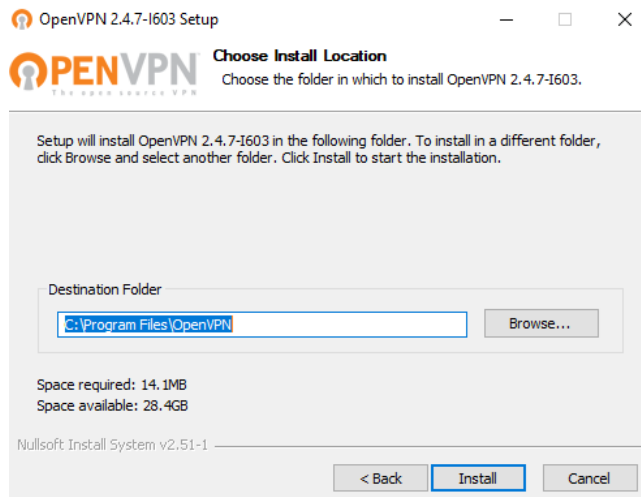 OpenVPN 2.4.7-I603 Setup
OPENVPN
The open source VPN
Choose Install Location
Choose the folder in which to install OpenVPN 2.4.7-I603.
Setup will install OpenVPN 2.4.7-I603 in the following folder. To install in a different folder,
click Browse and select another folder. Click Install to start the installation.
Destination Folder
C:\Program Files\OpenVPN
Browse...
Space required: 14.1MB
Space available: 28.4GB
Nullsoft Install System v2.51-1
< Back
Install
Cancel